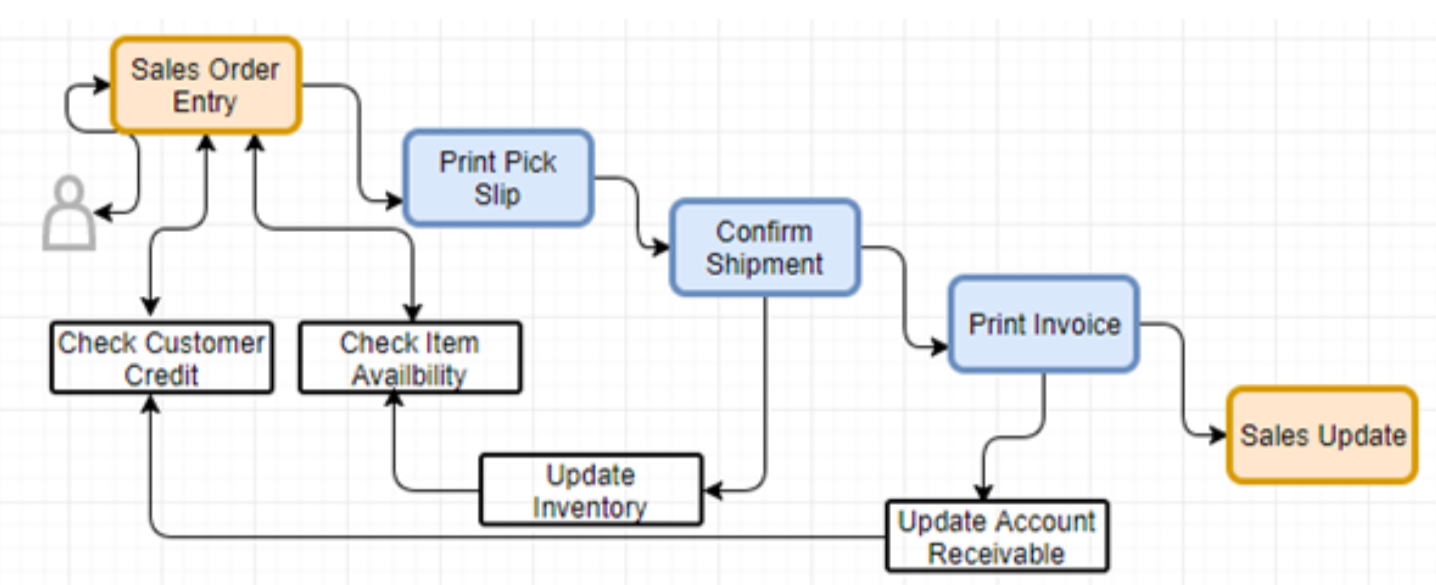 Sales Order
Entry
Print Pick
Slip
Confirm
Shipment
Print Invoice
Check Customer
Credit
Check Item
Availbility
Sales Update
Update
Inventory
Update Account
Receivable